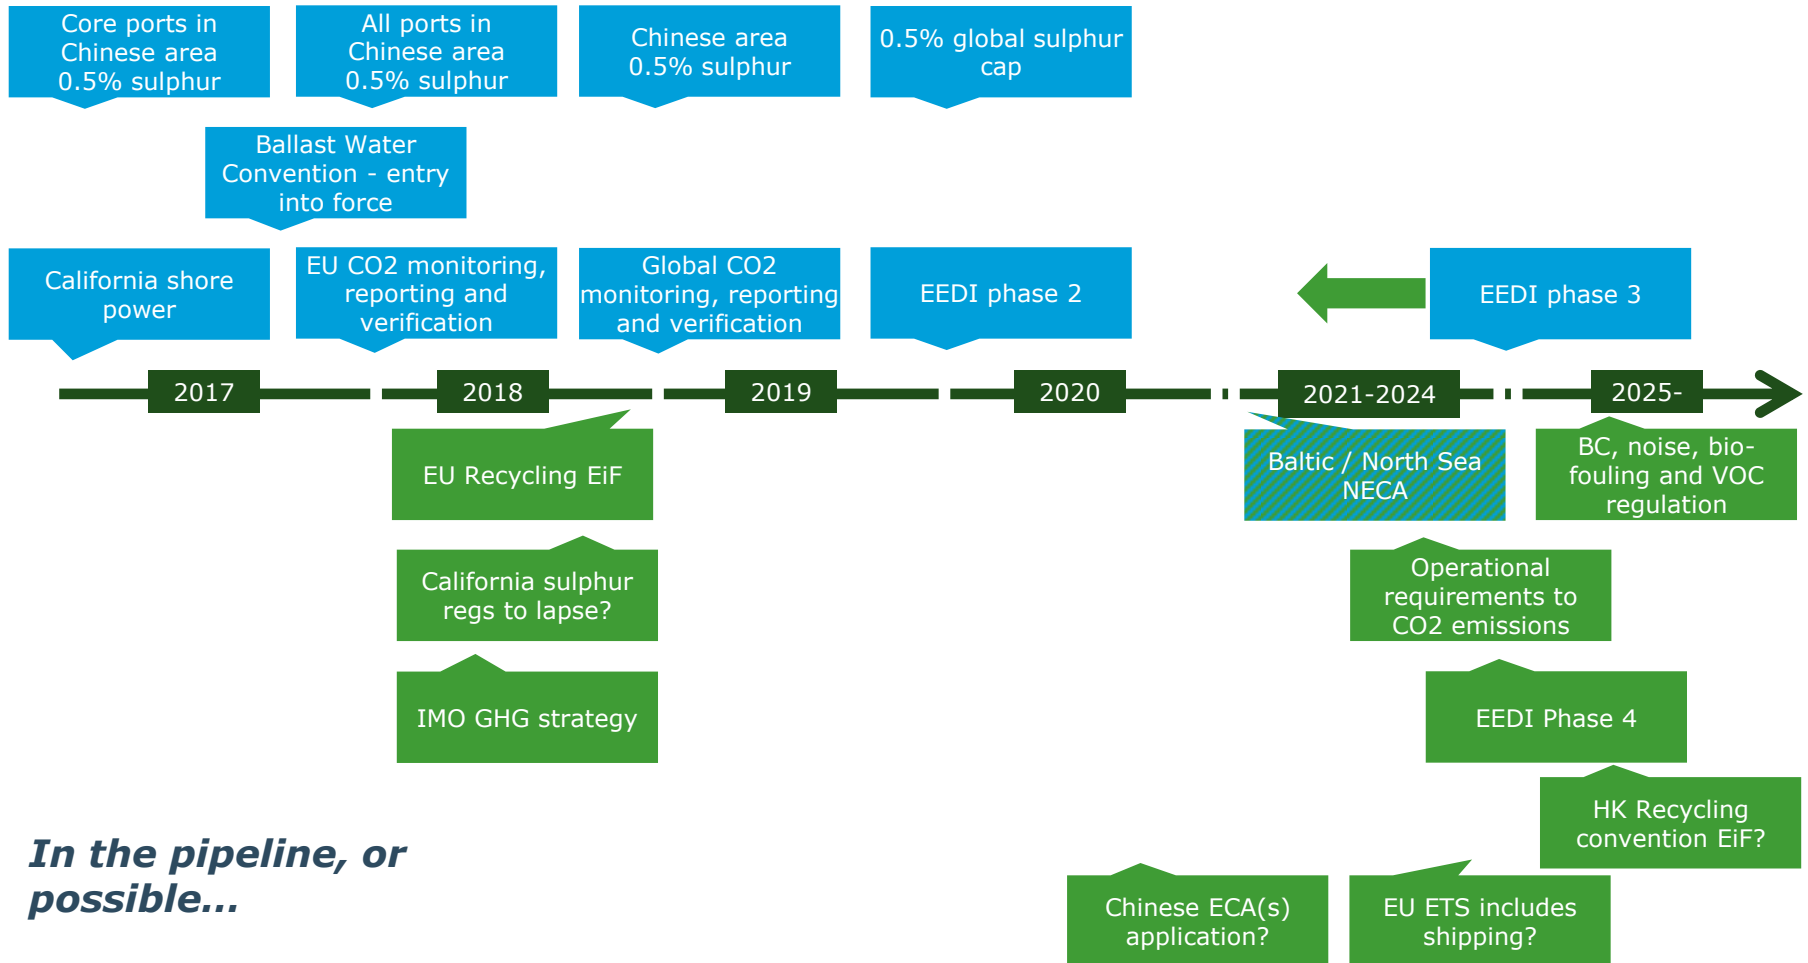 Core ports in
Chinese area
0.5% sulphur
All ports in
Chinese area
0.5% sulphur
Chinese area
0.5% sulphur
0.5% global sulphur
cap
Ballast Water
Convention - entry
into force
California shore
power
EU CO2 monitoring,
reporting and
verification
Global CO2
monitoring, reporting
and verification
EEDI phase 2
EEDI phase 3
2017
2018
2019
2020
2021-2024
2025-
EU Recycling EiF
Baltic / North Sea
NECA
BC, noise, bio-
fouling and VOC
regulation
California sulphur
regs to lapse?
Operational
requirements to
CO2 emissions
IMO GHG strategy
EEDI Phase 4
HK Recycling
convention EiF?
In the pipeline, or
possible…
Chinese ECA(s)
application?
EU ETS includes
shipping?